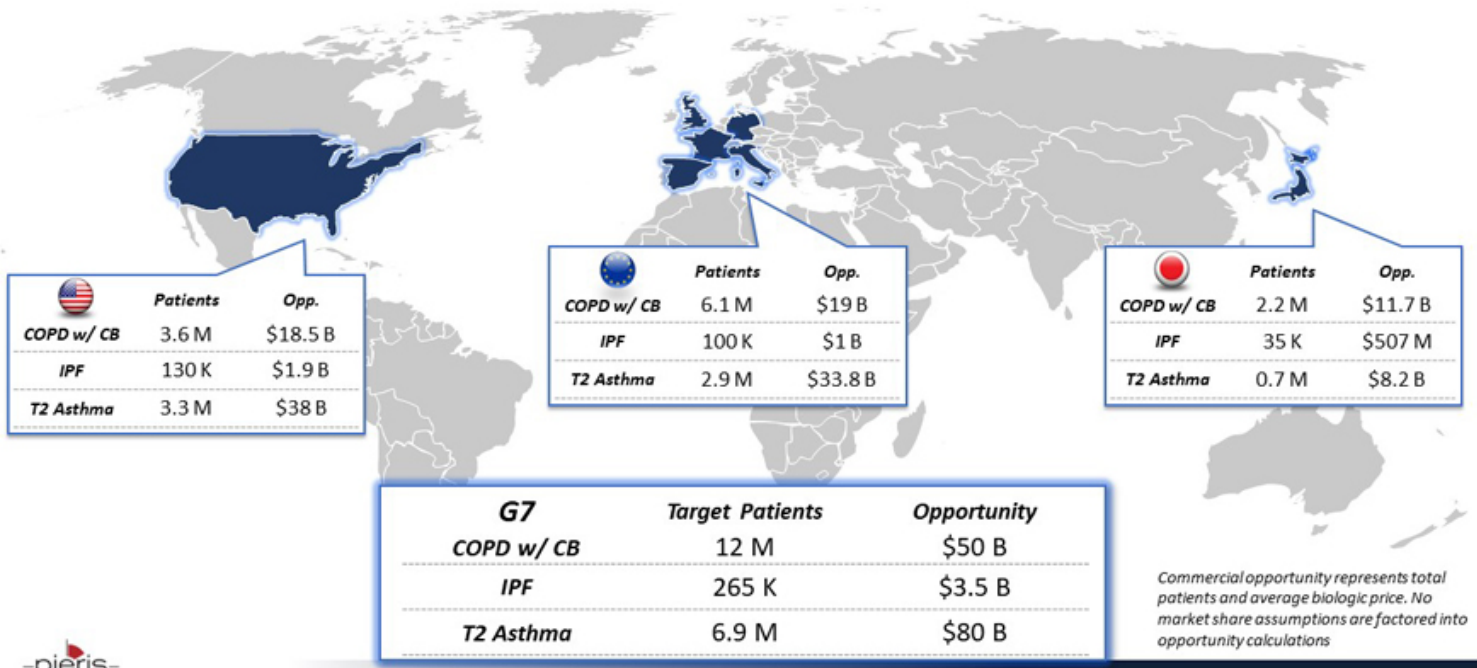 Patients Opp.
COPD w/ CB 3.6 M $18.5 B
IPF 130 K $1.9 B
T2 Asthma 3.3 M $38 B
Patients Opp.
COPD w/ CB 6.1 M $19 B
IPF 100 K $1 B
T2 Asthma 2.9 M $33.8 B
Patients Opp.
COPD w/ CB 2.2 M $11.7 B
IPF 35 K $507 M
T2 Asthma 0.7 M $8.2 B
G7 Target Patients Opportunity
COPD w/ CB 12 M $50 B
IPF 265 K $3.5 B
T2 Asthma 6.9 M $80 B
Commercial opportunity represents total
patients and average biologic price. No
market share assumptions are factored into
opportunity calculations
-pieris-